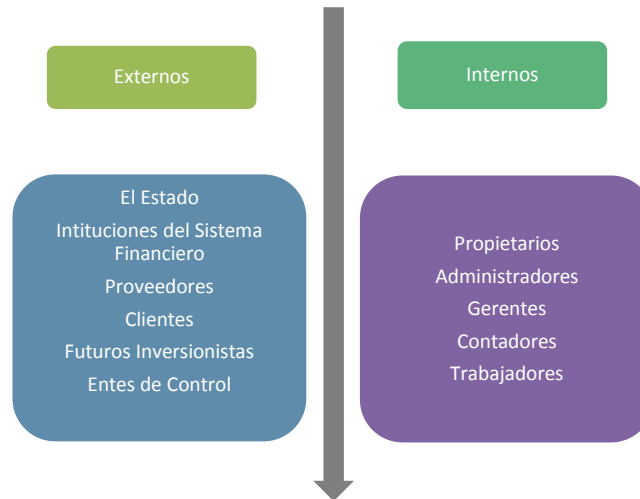 Externos
El Estado
Intituciones del Sistema
Financiero
Proveedores
Clientes
Futuros Inversionistas
Entes de Control
Internos
Propietarios
Administradores
Gerentes
Contadores
Trabajadores